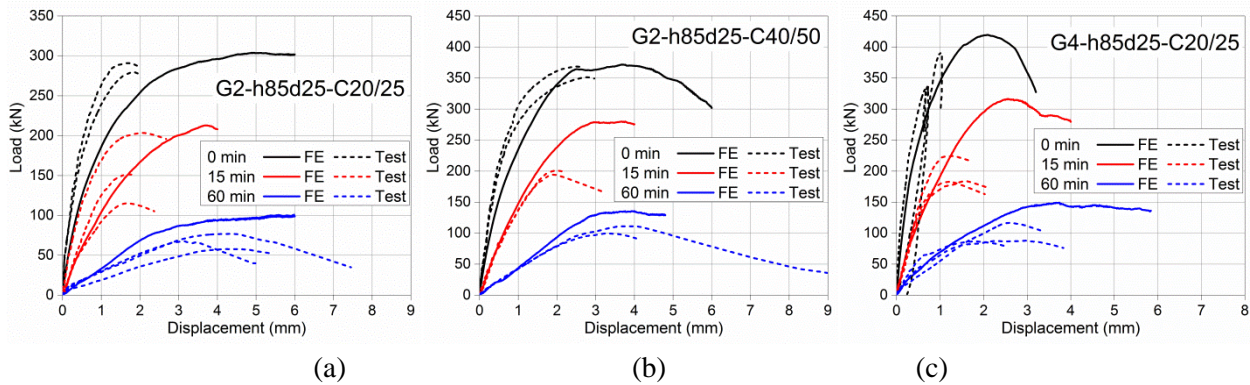 350
300
250
200
150
100
50
0
Load (kN)
G2-h85d25-C20/25
0 min FE Test
15 min FE Test
60 min FE Test
0 1 2 3 4 5 6 7 8 9
Displacement (mm)
(a)
450
400
350
300
250
200
150
100
50
0
Load (kN)
G2-h85d25-C40/50
0 min FE Test
15 min FE Test
60 min FE Test
0 1 2 3 4 5 6 7 8 9
Displacement (mm)
(b)
450
400
350
300
250
200
150
100
50
0
Load (kN)
G4-h85d25-C20/25
0 min FE Test
15 min FE Test
60 min FE Test
0 1 2 3 4 5 6 7 8
Displacement (mm)
(c)